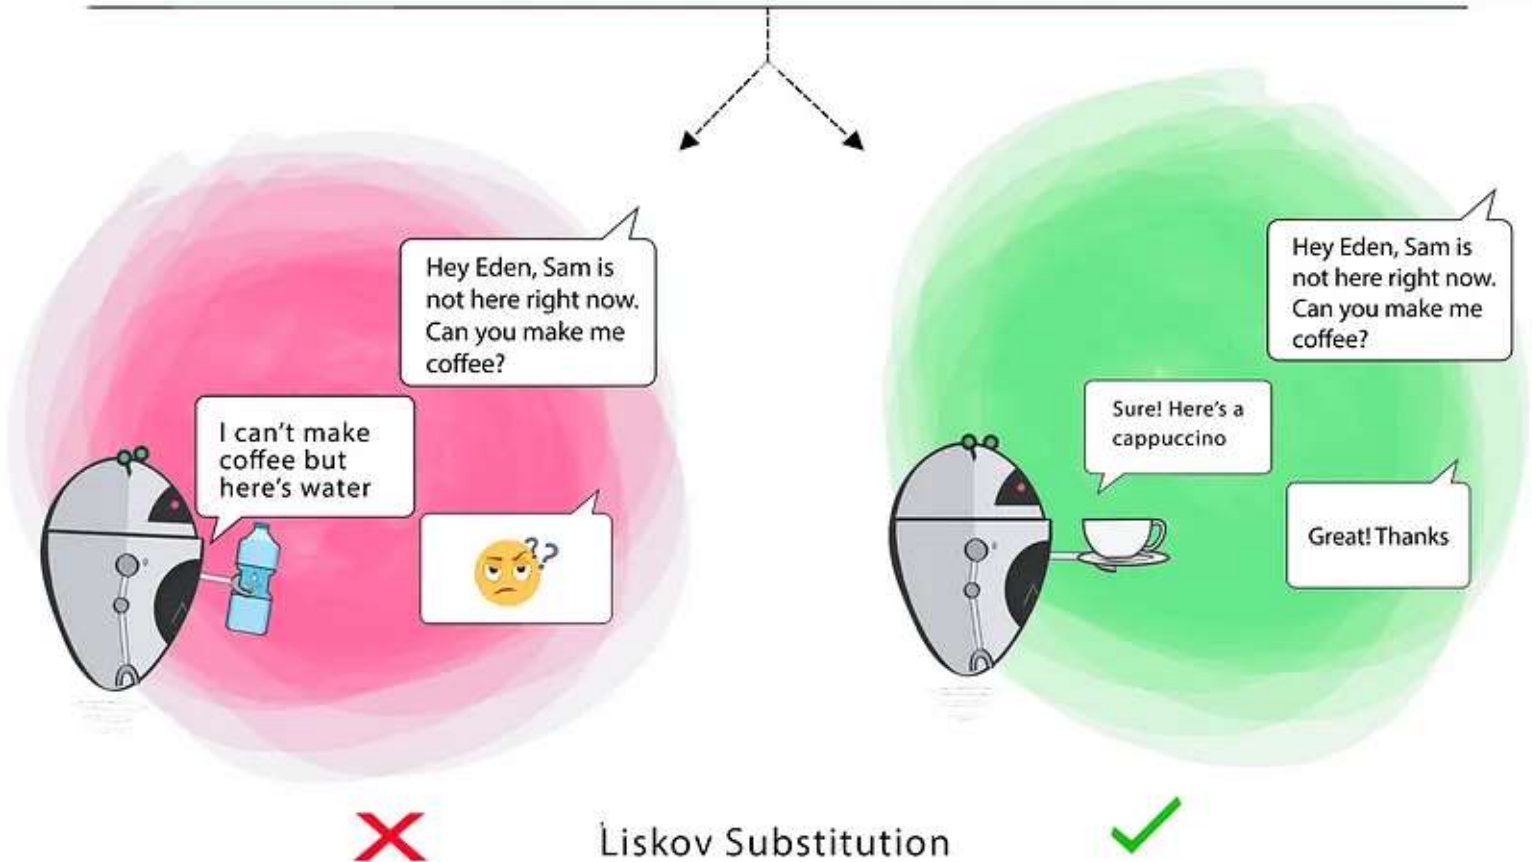 Hey Eden, Sam is
not here right now.
Can you make me
coffee?
I can't make
coffee but
here's water
??
Hey Eden, Sam is
not here right now.
Can you make me
coffee?
Sure! Here's a
cappuccino
Great! Thanks
Liskov Substitution